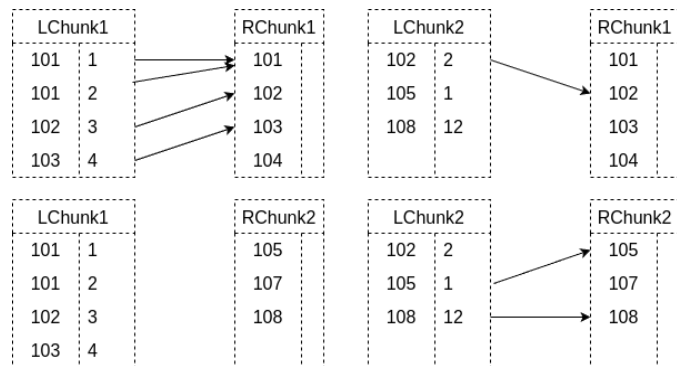 LChunk1 RChunk1 LChunk2 RChunk1
101 1 101 102 2 101
101 2 102 105 1 102
102 3 103 108 12 103
103 4 104 104
LChunk1 RChunk2 LChunk2 RChunk2
101 1 105 102 2 105
101 2 107 105 1 107
102 3 108 108 12 108
103 4